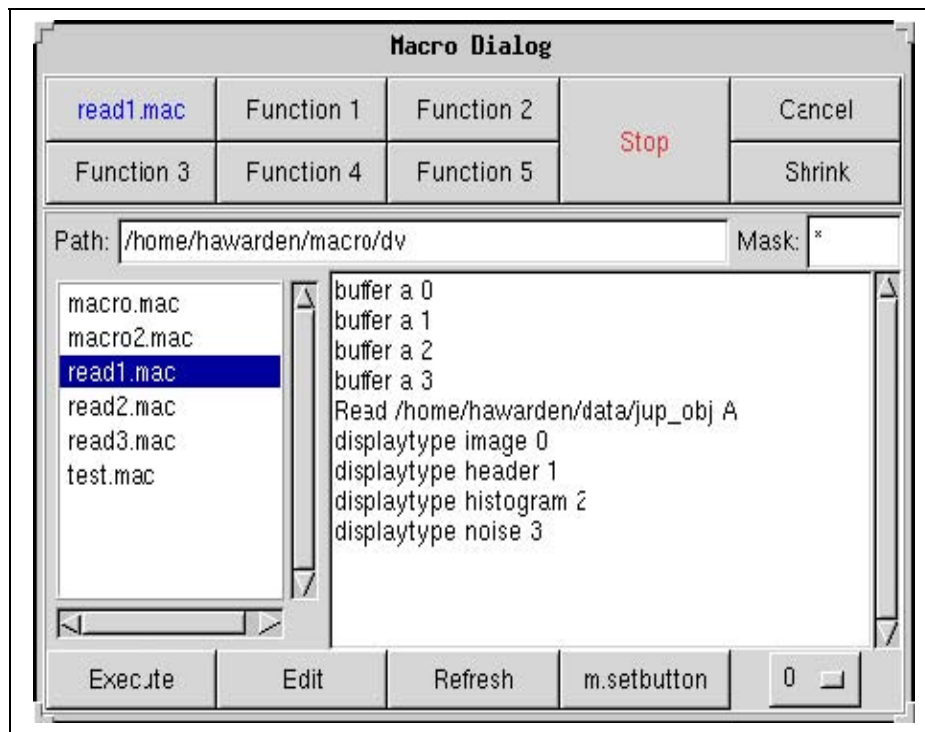 Macro Dialog
read1.mac Function 1 Function 2 Stop Cancel
Function 3 Function 4 Function 5 Shrink
Path: /home/hawarden/macro/dv Mask: *
macro.mac
macro2.mac
read1.mac
read2.mac
read3.mac
test.mac
buffer a 0
buffer a 1
buffer a 2
buffer a 3
Read /home/hawarden/data/jup_obj A
displaytype image 0
displaytype header 1
displaytype histogram 2
displaytype noise 3
Execute Edit Refresh m.setbutton 0